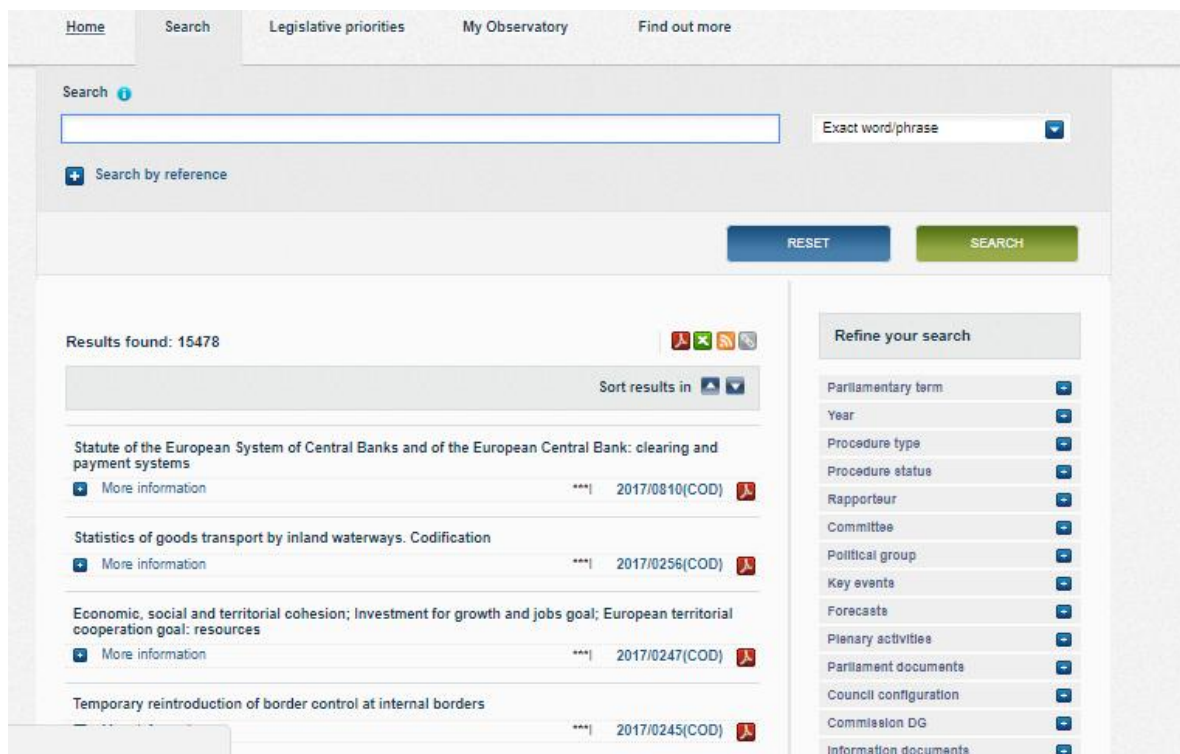 Home Search Legislative priorities My Observatory Find out more
Search
Exact word/phrase
Search by reference
RESET SEARCH
Results found: 15478
Sort results in
Statute of the European System of Central Banks and of the European Central Bank: clearing and
payment systems
More information ***I 2017/0810(COD)
Statistics of goods transport by inland waterways. Codification
More information ***I 2017/0256(COD)
Economic, social and territorial cohesion; Investment for growth and jobs goal; European territorial
cooperation goal: resources
More information ***I 2017/0247(COD)
Temporary reintroduction of border control at internal borders
***I 2017/0245(COD)
Refine your search
Parliamentary term
Year
Procedure type
Procedure status
Rapporteur
Committee
Political group
Key events
Forecasts
Plenary activities
Parliament documents
Council configuration
Commission DG
Information documents